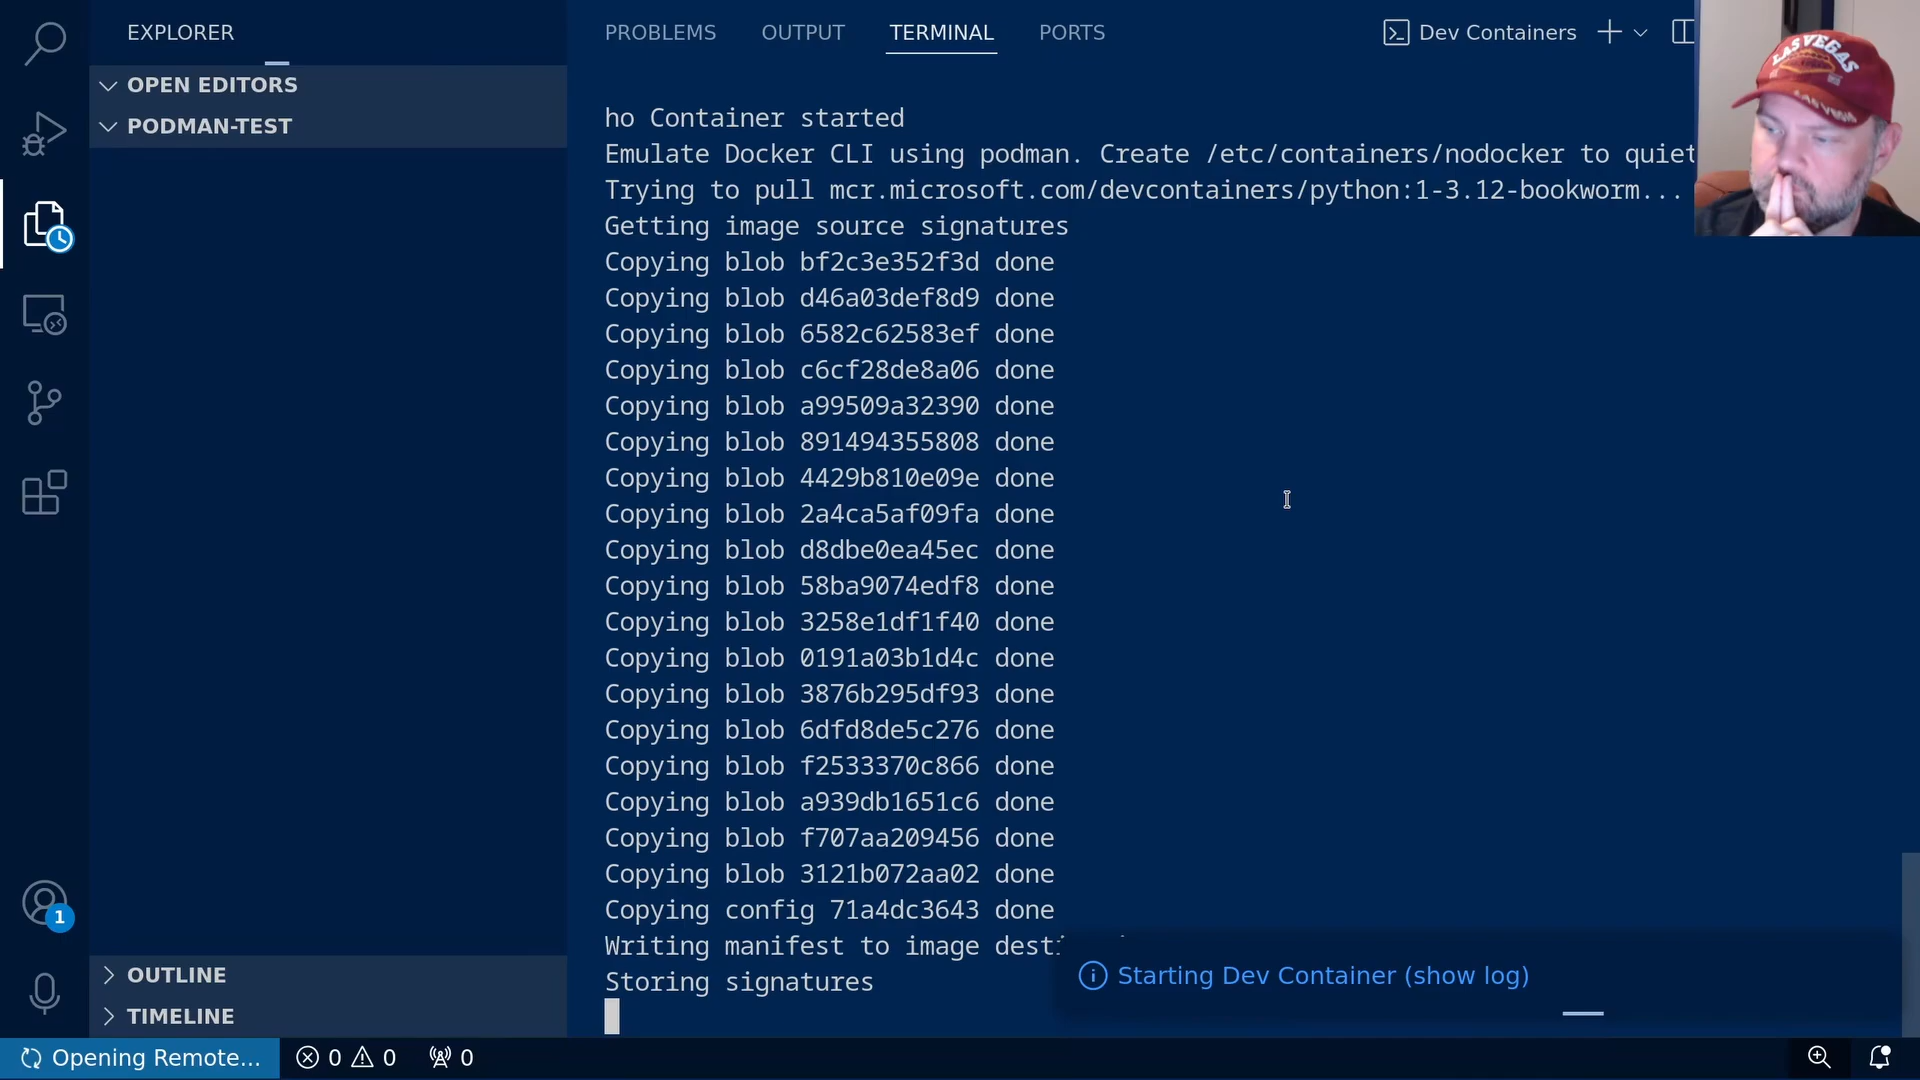 EXPLORER
OPEN EDITORS
PODMAN-TEST
OUTLINE
TIMELINE
1
PROBLEMS
OUTPUT
TERMINAL
PORTS
Dev Containers
LAS VEGAS
LAS VEGAS
ho Container started
Emulate Docker CLI using podman. Create /etc/containers/nodocker to quiet
Trying to pull mcr.microsoft.com/devcontainers/python:1-3.12-bookworm...
Getting image source signatures
Copying blob bf2c3e352f3d done
Copying blob d46a03def8d9 done
Copying blob 6582c62583ef done
Copying blob c6cf28de8a06 done
Copying blob a99509a32390 done
Copying blob 891494355808 done
Copying blob 4429b810e09e done
Copying blob 2a4ca5af09fa done
Copying blob d8dbe0ea45ec done
Copying blob 58ba9074edf8 done
Copying blob 3258e1df1f40 done
Copying blob 0191a03b1d4c done
Copying blob 3876b295df93 done
Copying blob 6dfd8de5c276 done
Copying blob f2533370c866 done
Copying blob a939db1651c6 done
Copying blob f707aa209456 done
Copying blob 3121b072aa02 done
Copying config 71a4dc3643 done
Writing manifest to image desti
Storing signatures
Starting Dev Container (show log)
Opening Remote...
0 0
0